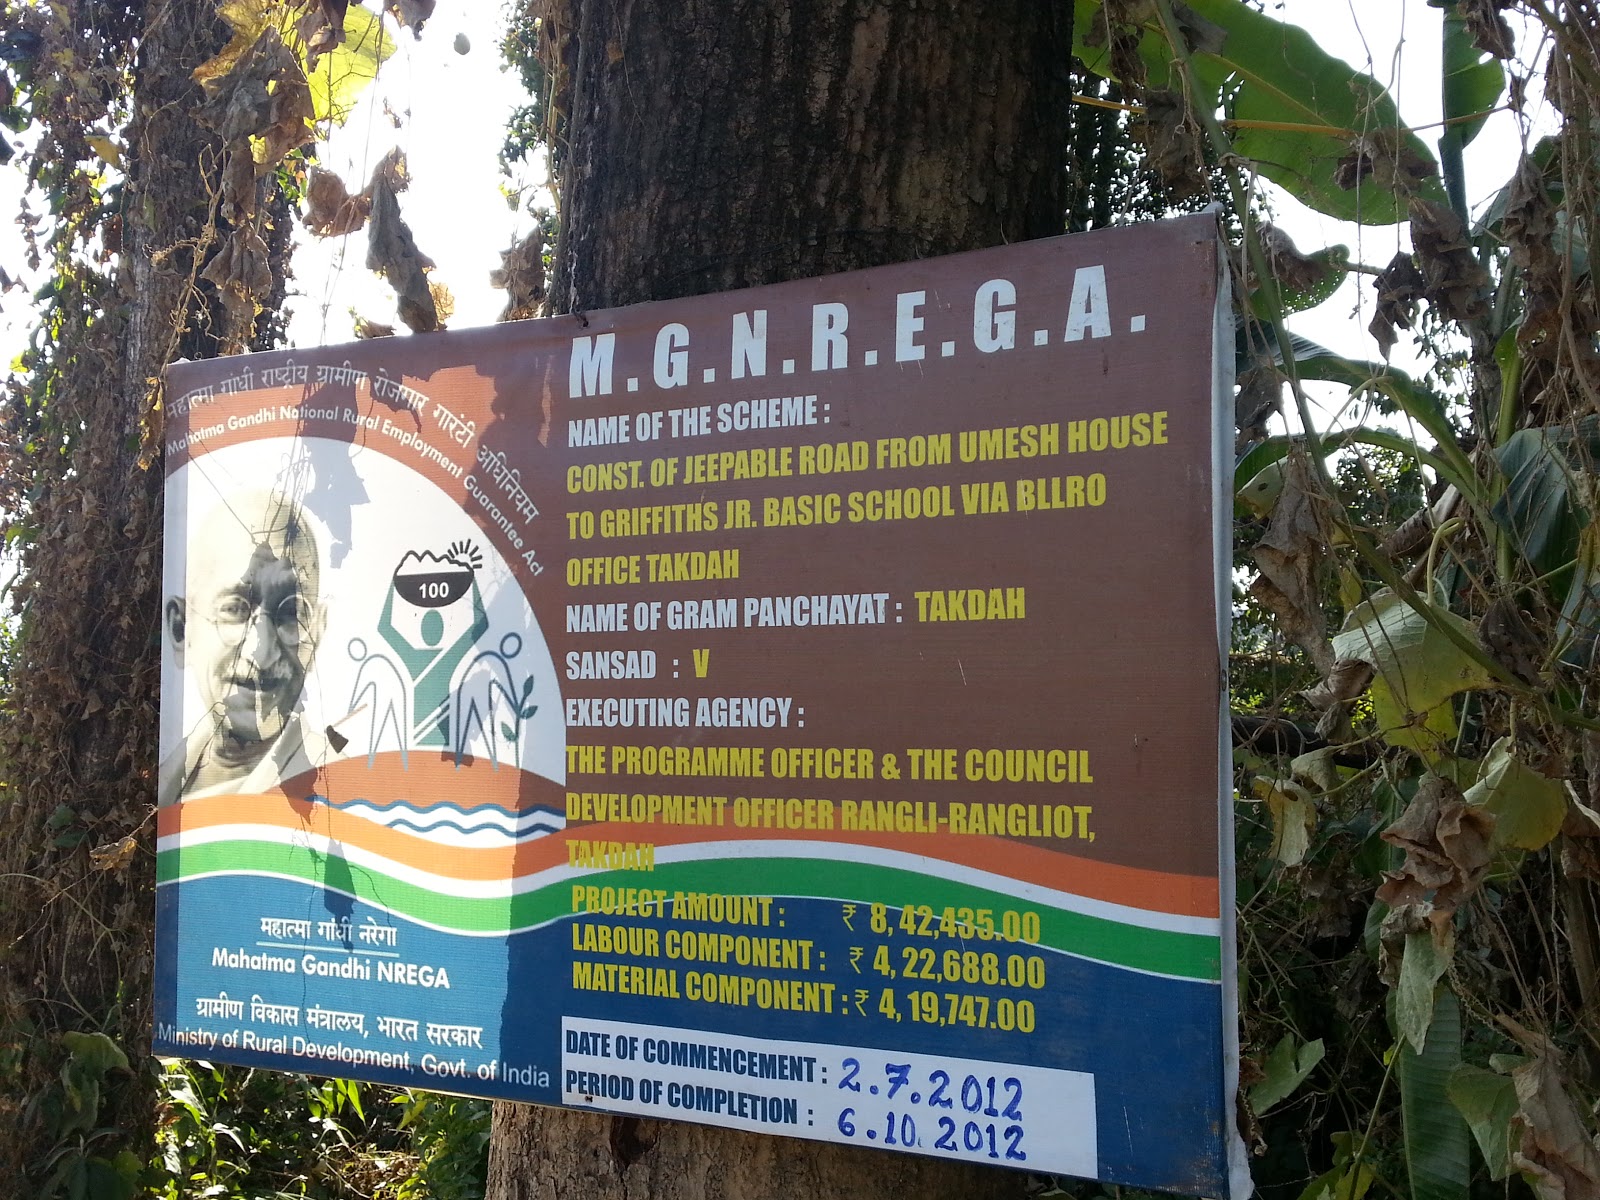 महात्मा गांधी राष्ट्रीय ग्रामीण रोजगार गारंटी अधिनियम
Mahatma Gandhi National Rural Employment Guarantee Act
100
महात्मा गांधी नरेगा
Mahatma Gandhi NREGA
ग्रामीण विकास मंत्रालय, भारत सरकार
Ministry of Rural Development, Govt. of India
M.G.N.R.E.G.A.
NAME OF THE SCHEME :
CONST. OF JEEPABLE ROAD FROM UMESH HOUSE
TO GRIFFITHS JR. BASIC SCHOOL VIA BLLRO
OFFICE TAKDAH
NAME OF GRAM PANCHAYAT : TAKDAH
SANSAD : V
EXECUTING AGENCY :
THE PROGRAMME OFFICER & THE COUNCIL
DEVELOPMENT OFFICER RANGLI-RANGLIOT,
TAKDAH
PROJECT AMOUNT : ₹ 8,42,435.00
LABOUR COMPONENT : ₹ 4,22,688.00
MATERIAL COMPONENT : ₹ 4,19,747.00
DATE OF COMMENCEMENT : 2.7.2012
PERIOD OF COMPLETION : 6.10.2012